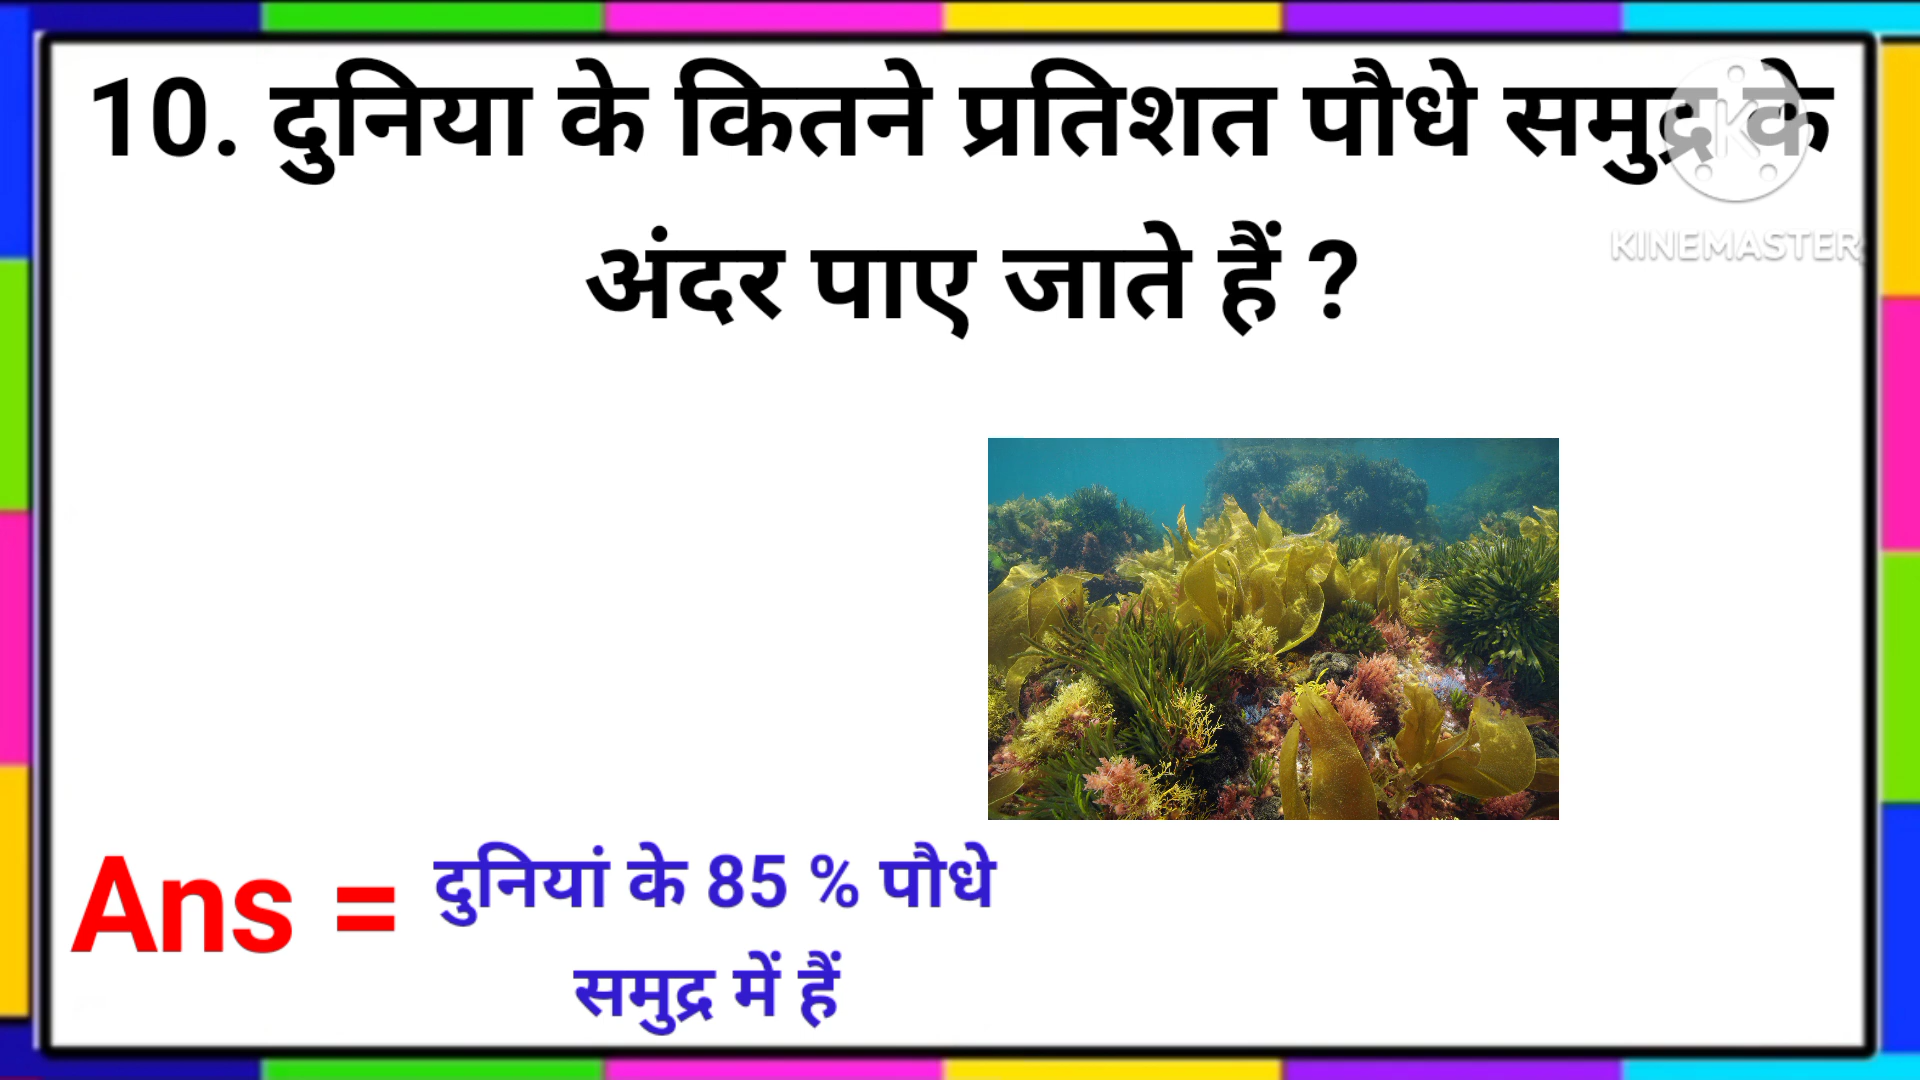 10. दुनिया के कितने प्रतिशत पौधे समुद्र के
अंदर पाए जाते हैं ?
KINEMASTER
Ans = दुनियां के 85 % पौधे
समुद्र में हैं